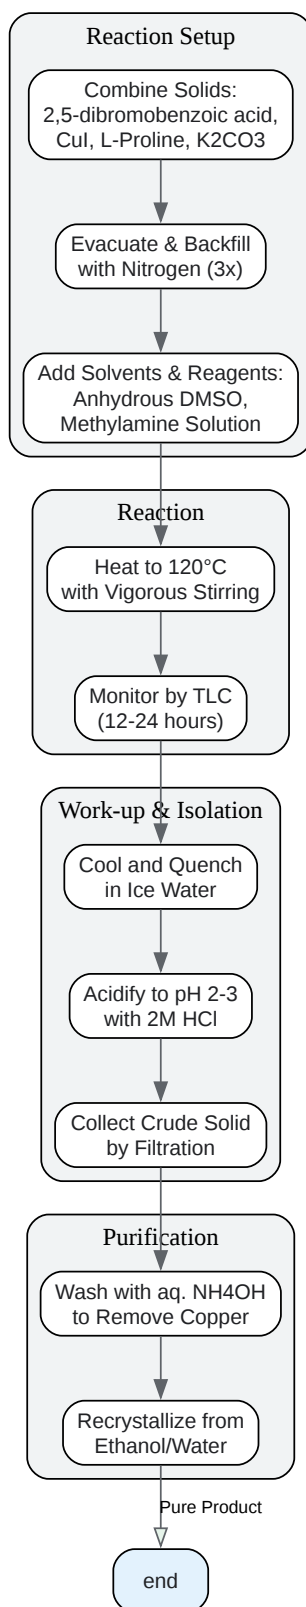 Reaction Setup
Combine Solids:
2,5-dibromobenzoic acid,
CuI, L-Proline, K2CO3
Evacuate & Backfill
with Nitrogen (3x)
Add Solvents & Reagents:
Anhydrous DMSO,
Methylamine Solution
Reaction
Heat to 120°C
with Vigorous Stirring
Monitor by TLC
(12-24 hours)
Work-up & Isolation
Cool and Quench
in Ice Water
Acidify to pH 2-3
with 2M HCl
Collect Crude Solid
by Filtration
Purification
Wash with aq. NH4OH
to Remove Copper
Recrystallize from
Ethanol/Water
Pure Product
end